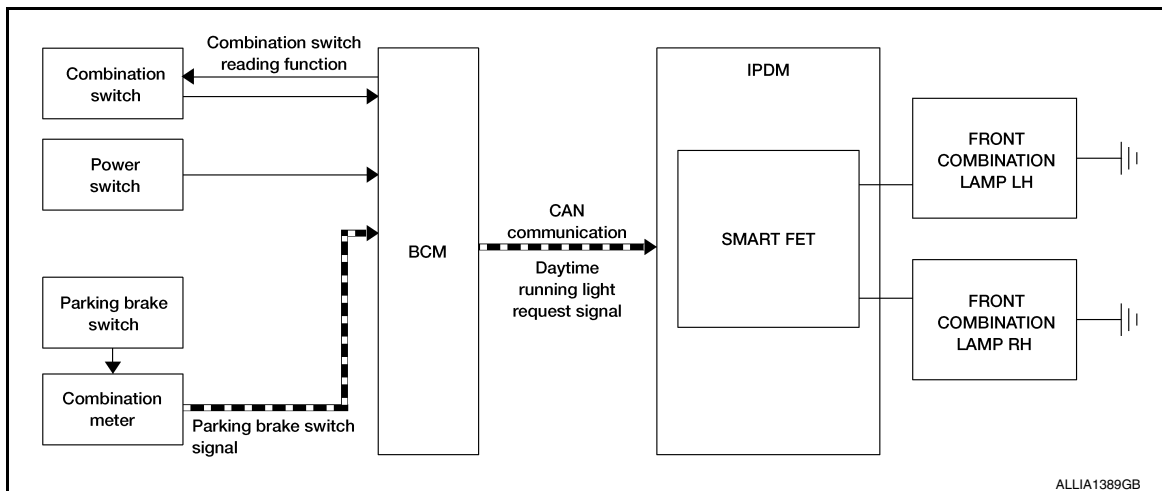 Combination switch
reading function
Combination
switch
Power
switch
Parking brake
switch
Combination
meter
Parking brake switch
signal
BCM
CAN
communication
Daytime
running light
request signal
IPDM
SMART FET
FRONT
COMBINATION
LAMP LH
FRONT
COMBINATION
LAMP RH
ALLIA1389GB